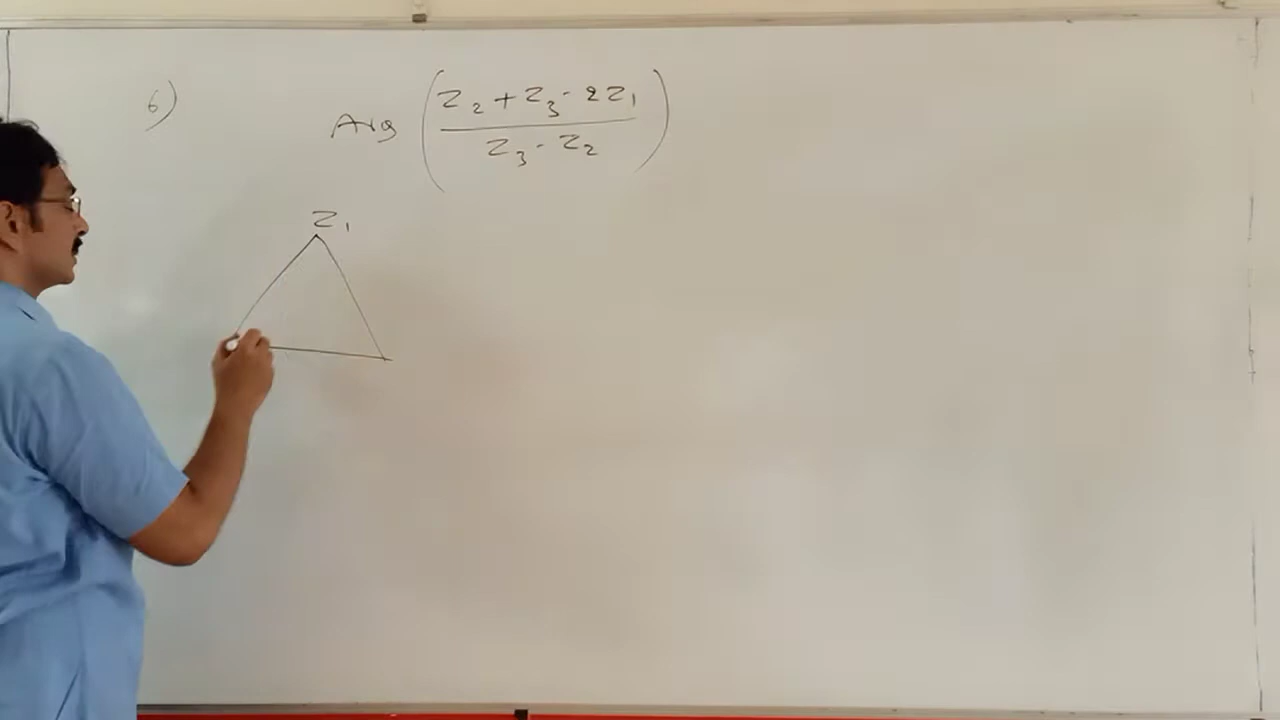 6)
Arg ( (z₂ + z₃ - 2z₁) / (z₃ - z₂) )
z₁